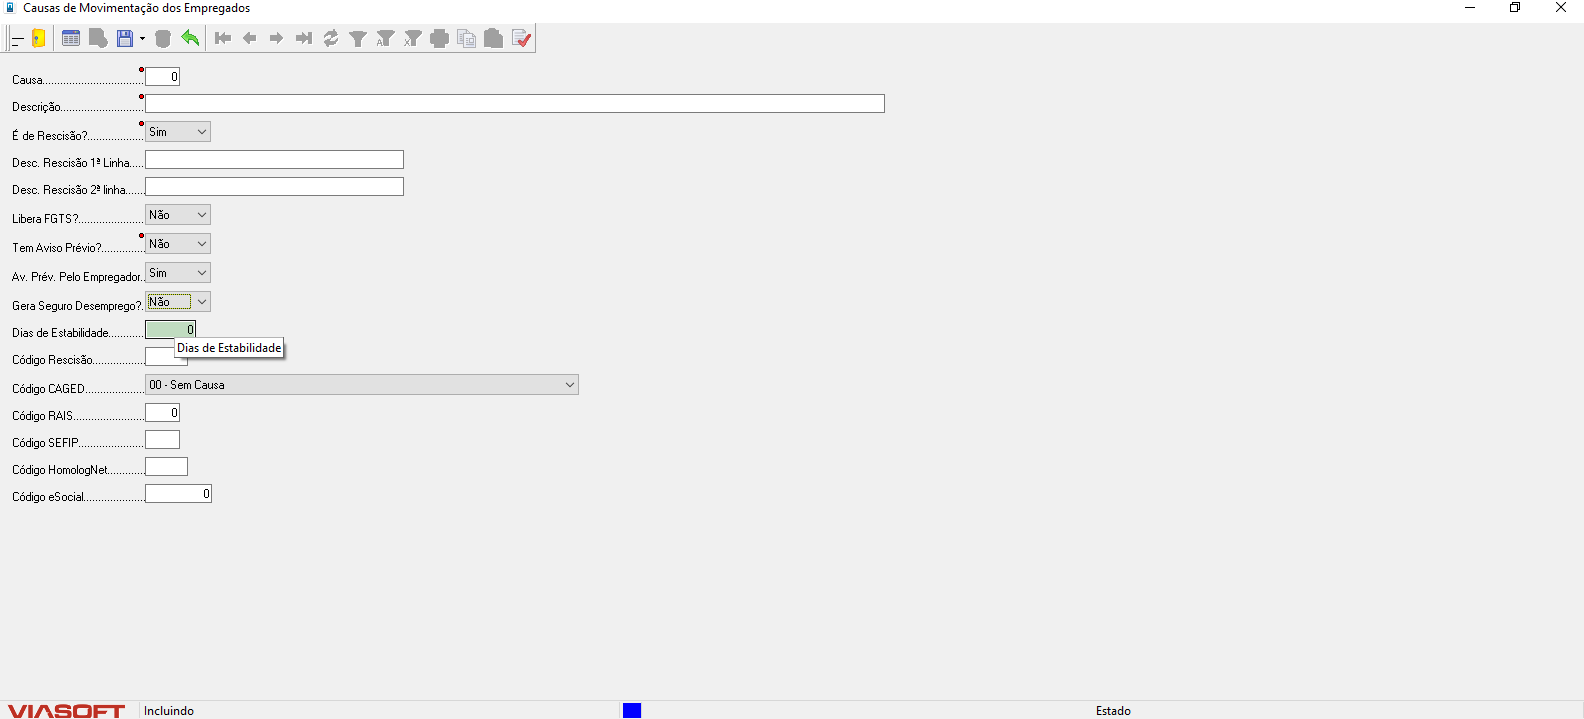 Causas de Movimentação dos Empregados
Causa.................................. 0
Descrição............................
É de Rescisão?................... Sim
Desc. Rescisão 1ª Linha.....
Desc. Rescisão 2ª linha.......
Libera FGTS?...................... Não
Tem Aviso Prévio?............... Não
Av. Prév. Pelo Empregador.. Sim
Gera Seguro Desemprego?. Não
Dias de Estabilidade............ 0
Dias de Estabilidade
Código Rescisão.................
Código CAGED.................... 00 - Sem Causa
Código RAIS........................ 0
Código SEFIP......................
Código HomologNet............
Código eSocial..................... 0
VIASOFT Incluindo Estado